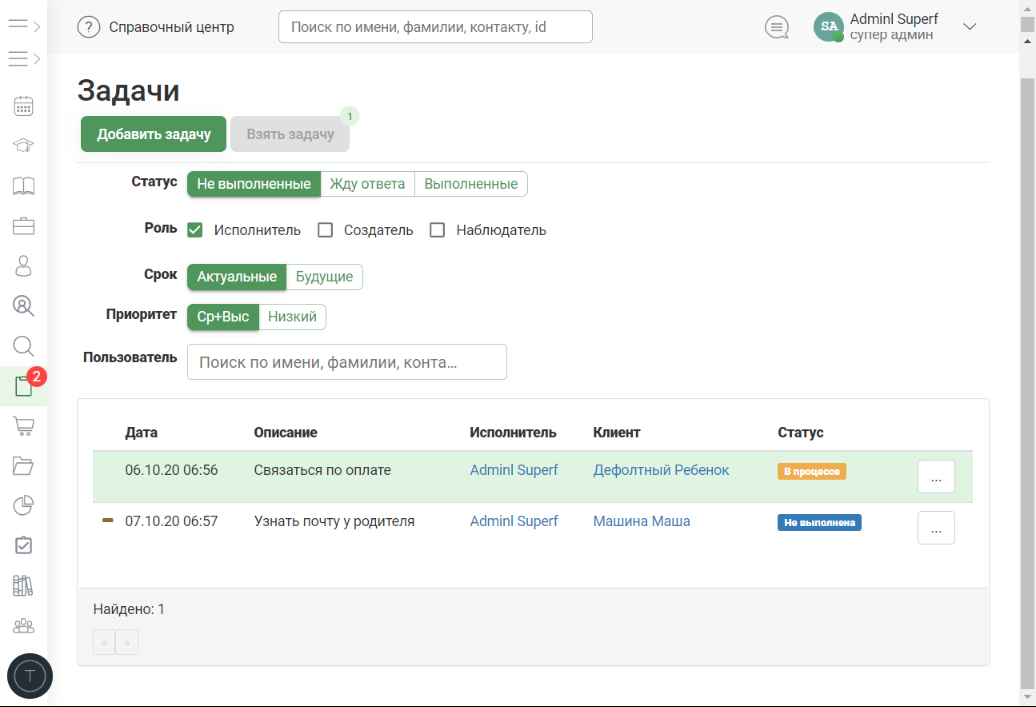 ? Справочный центр
Поиск по имени, фамилии, контакту, id
SA
Adminl Superf
супер админ
Задачи
Добавить задачу
Взять задачу
1
Статус
Не выполненные
Жду ответа
Выполненные
Роль
Исполнитель
Создатель
Наблюдатель
Срок
Актуальные
Будущие
Приоритет
Ср+Выс
Низкий
Пользователь
Поиск по имени, фамилии, конта...
2
Дата Описание Исполнитель Клиент Статус
06.10.20 06:56 Связаться по оплате Adminl Superf Дефолтный Ребенок В процессе ...
07.10.20 06:57 Узнать почту у родителя Adminl Superf Машина Маша Не выполнена ...
Найдено: 1
« »
T